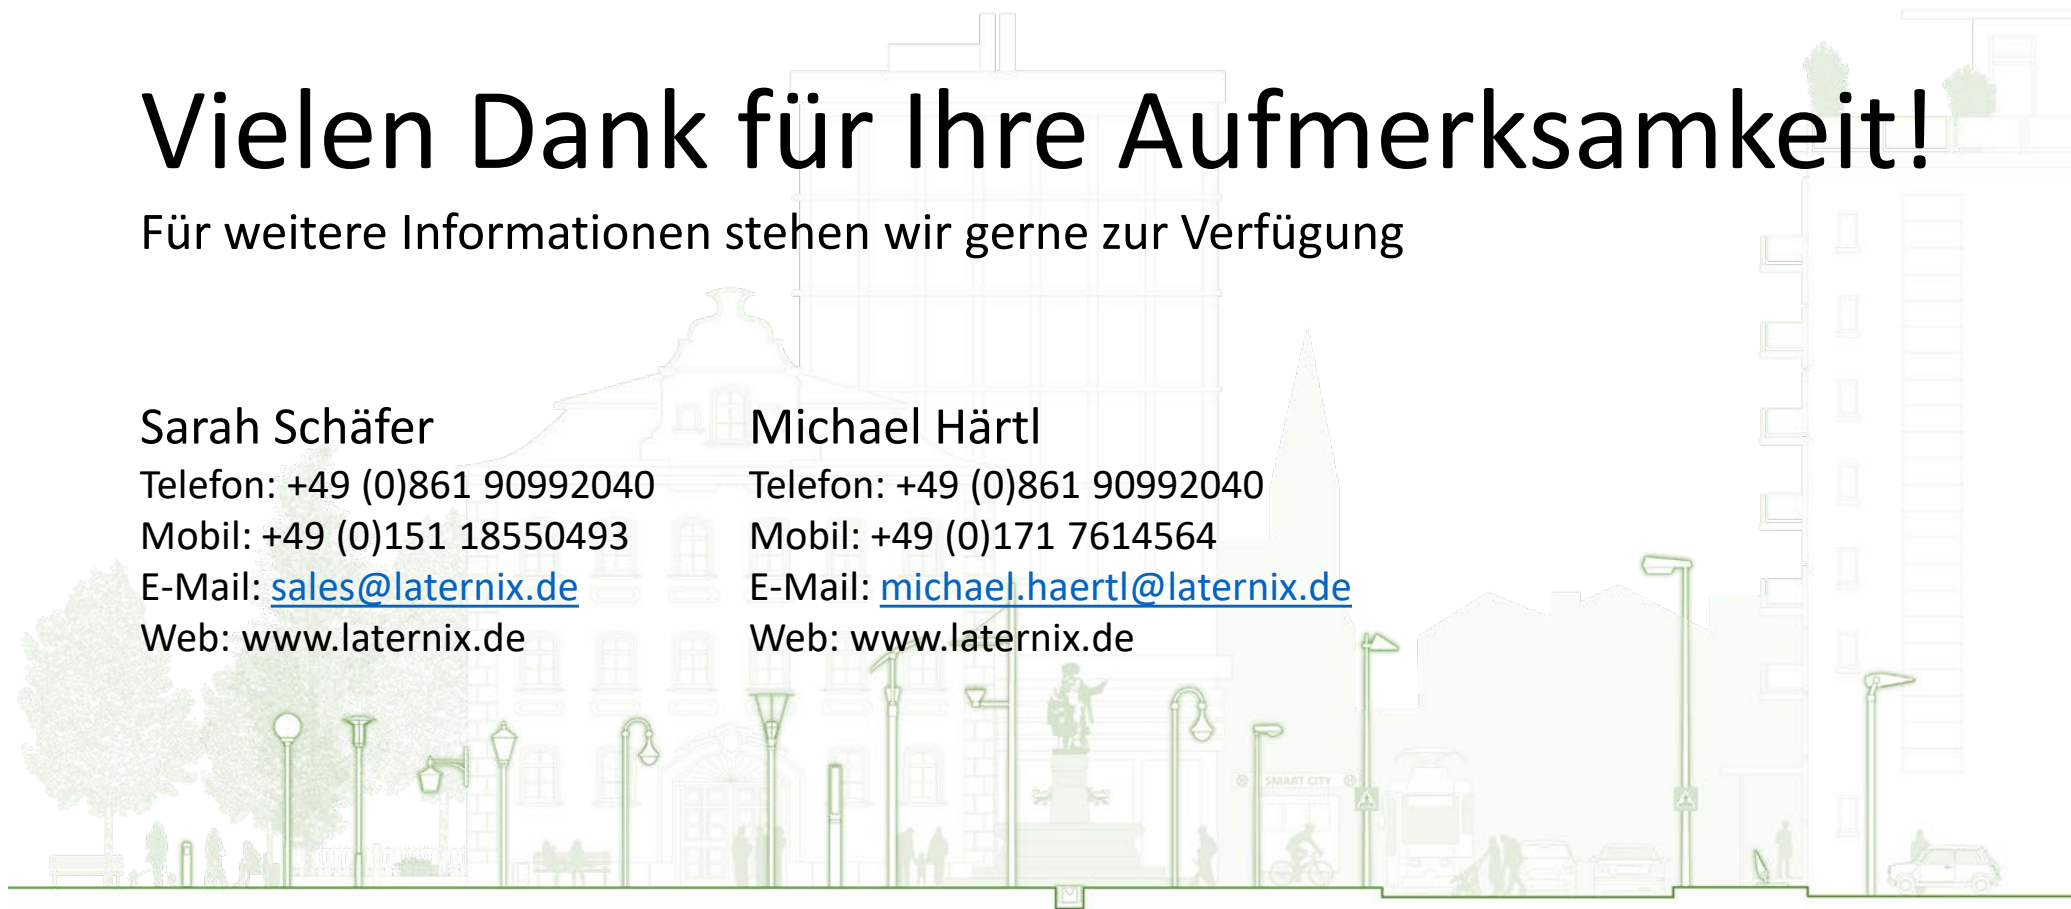 Vielen Dank für Ihre Aufmerksamkeit!
Für weitere Informationen stehen wir gerne zur Verfügung
Sarah Schäfer
Telefon: +49 (0)861 90992040
Mobil: +49 (0)151 18550493
E-Mail: sales@laternix.de
Web: www.laternix.de
Michael Härtl
Telefon: +49 (0)861 90992040
Mobil: +49 (0)171 7614564
E-Mail: michael.haertl@laternix.de
Web: www.laternix.de
SMART CITY